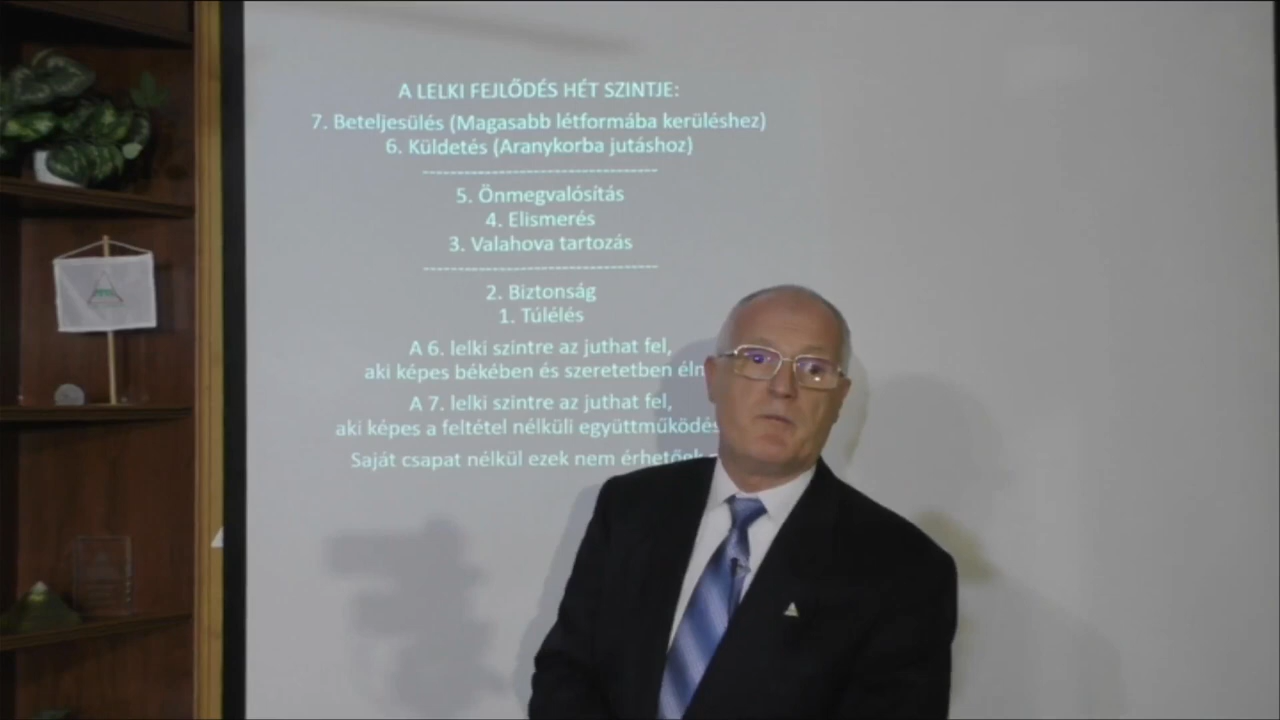 A LELKI FEJLŐDÉS HÉT SZINTJE:
7. Beteljesülés (Magasabb létformába kerüléshez)
6. Küldetés (Aranykorba jutáshoz)
------------------------------
5. Önmegvalósítás
4. Elismerés
3. Valahova tartozás
------------------------------
2. Biztonság
1. Túlélés
A 6. lelki szintre az juthat fel,
aki képes békében és szeretetben
A 7. lelki szintre az juthat fel,
aki képes a feltétel nélküli
Saját csapat nélkül ezek nem